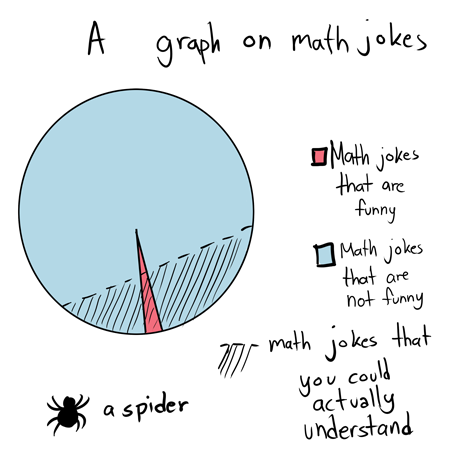 A graph on math jokes
Math jokes
that are
funny
Math jokes
that are
not funny
math jokes that
you could
actually
understand
a spider